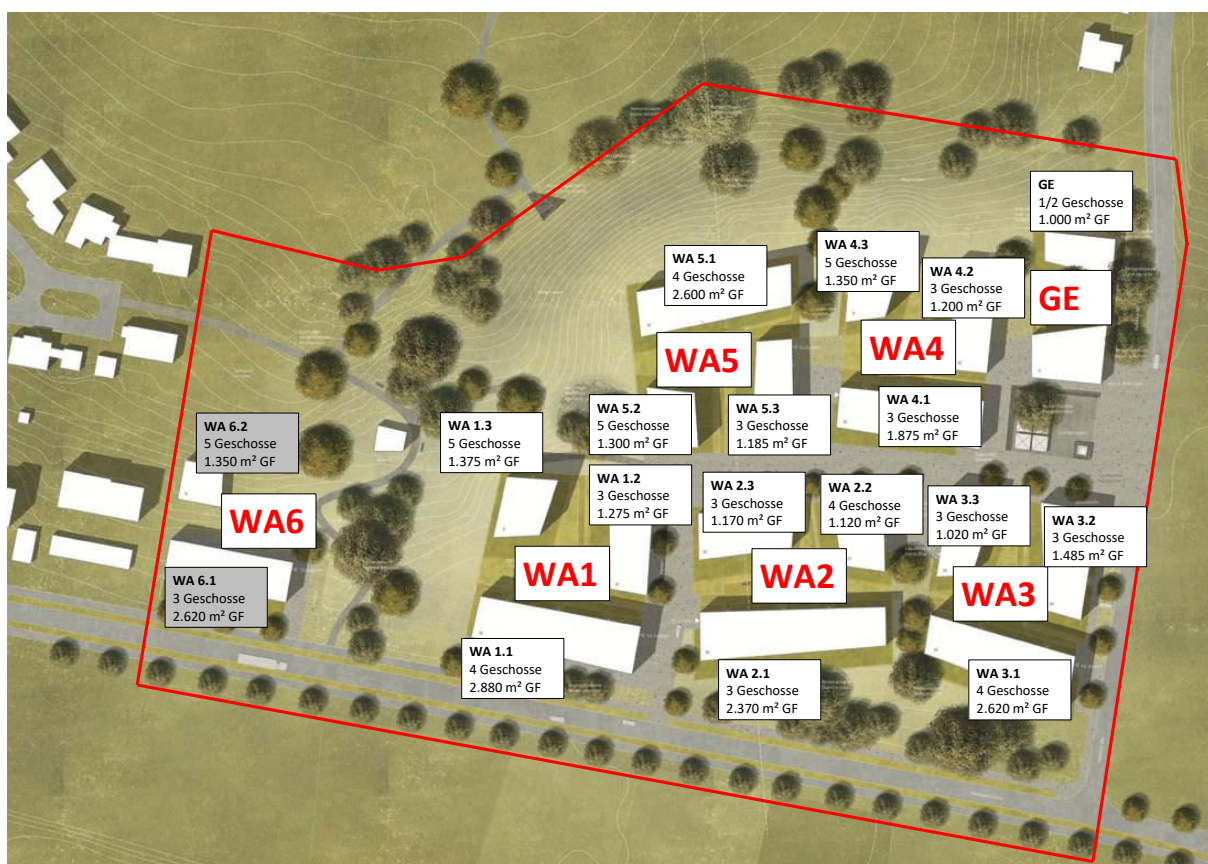 GE
1/2 Geschosse
1.000 m² GF
WA 5.1
4 Geschosse
2.600 m² GF
WA 4.3
5 Geschosse
1.350 m² GF
WA 4.2
3 Geschosse
1.200 m² GF
GE
WA5
WA4
WA 5.2
5 Geschosse
1.300 m² GF
WA 5.3
3 Geschosse
1.185 m² GF
WA 4.1
3 Geschosse
1.875 m² GF
WA 6.2
5 Geschosse
1.350 m² GF
WA 1.3
5 Geschosse
1.375 m² GF
WA 1.2
3 Geschosse
1.275 m² GF
WA 2.3
3 Geschosse
1.170 m² GF
WA 2.2
4 Geschosse
1.120 m² GF
WA 3.3
3 Geschosse
1.020 m² GF
WA 3.2
3 Geschosse
1.485 m² GF
WA6
WA1
WA2
WA3
WA 6.1
3 Geschosse
2.620 m² GF
WA 1.1
4 Geschosse
2.880 m² GF
WA 2.1
3 Geschosse
2.370 m² GF
WA 3.1
4 Geschosse
2.620 m² GF